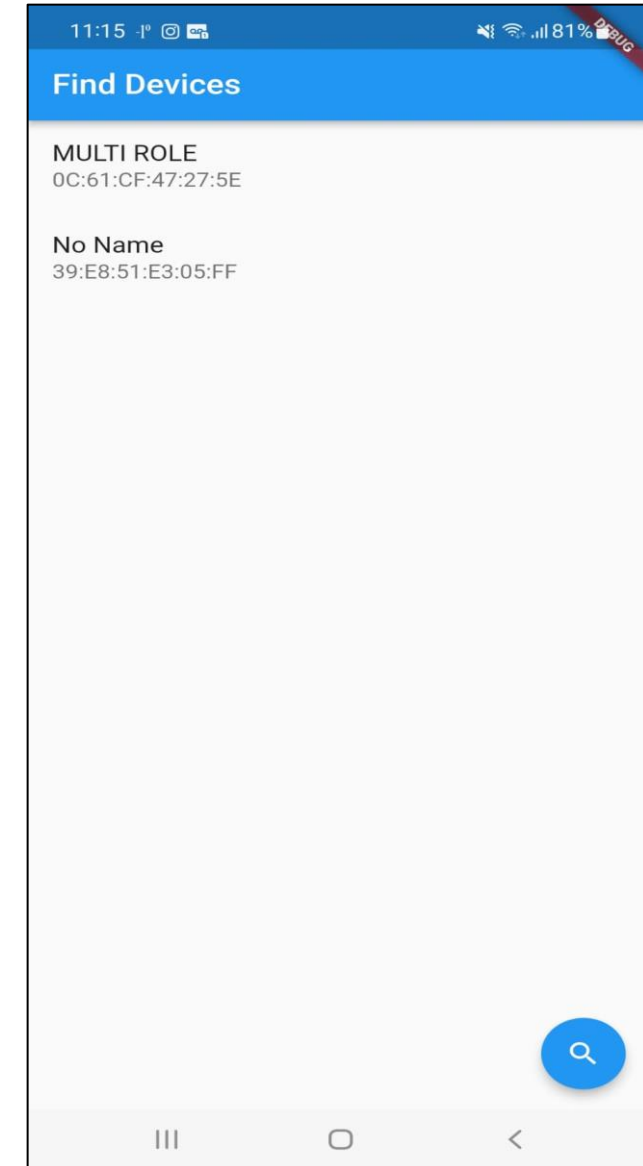 11:15 81%
DEBUG
Find Devices
MULTI ROLE
0C:61:CF:47:27:5E
No Name
39:E8:51:E3:05:FF